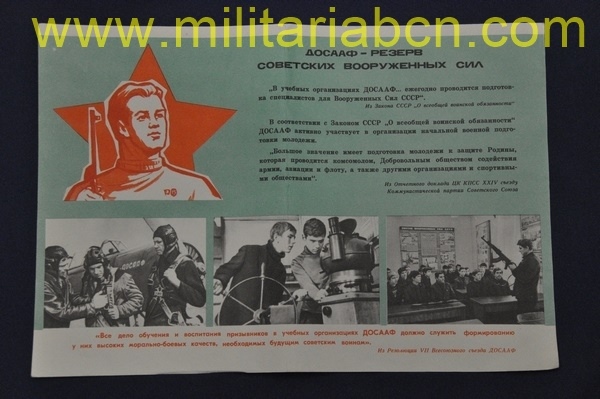 www.militariabcn.com
ДОСААФ – РЕЗЕРВ
СОВЕТСКИХ ВООРУЖЕННЫХ СИЛ
„В учебных организациях ДОСААФ... ежегодно проводится подготов-
ка специалистов для Вооруженных Сил СССР“.
Из Закона СССР „О всеобщей воинской обязанности“
В соответствии с Законом СССР „О всеобщей воинской обязанности“
ДОСААФ активно участвует в организации начальной военной подго-
товки молодежи.
„Большое значение имеет подготовка молодежи к защите Родины,
которая проводится комсомолом, Добровольным обществом содействия
армии, авиации и флоту, а также другими организациями и спортивны-
ми обществами“.
Из Отчетного доклада ЦК КПСС XXIV съезду
Коммунистической партии Советского Союза
ДОСААФ
«Все дело обучения и воспитания призывников в учебных организациях ДОСААФ должно служить формированию
у них высоких морально-боевых качеств, необходимых будущим советским воинам».
Из Резолюции VII Всесоюзного съезда ДОСААФ